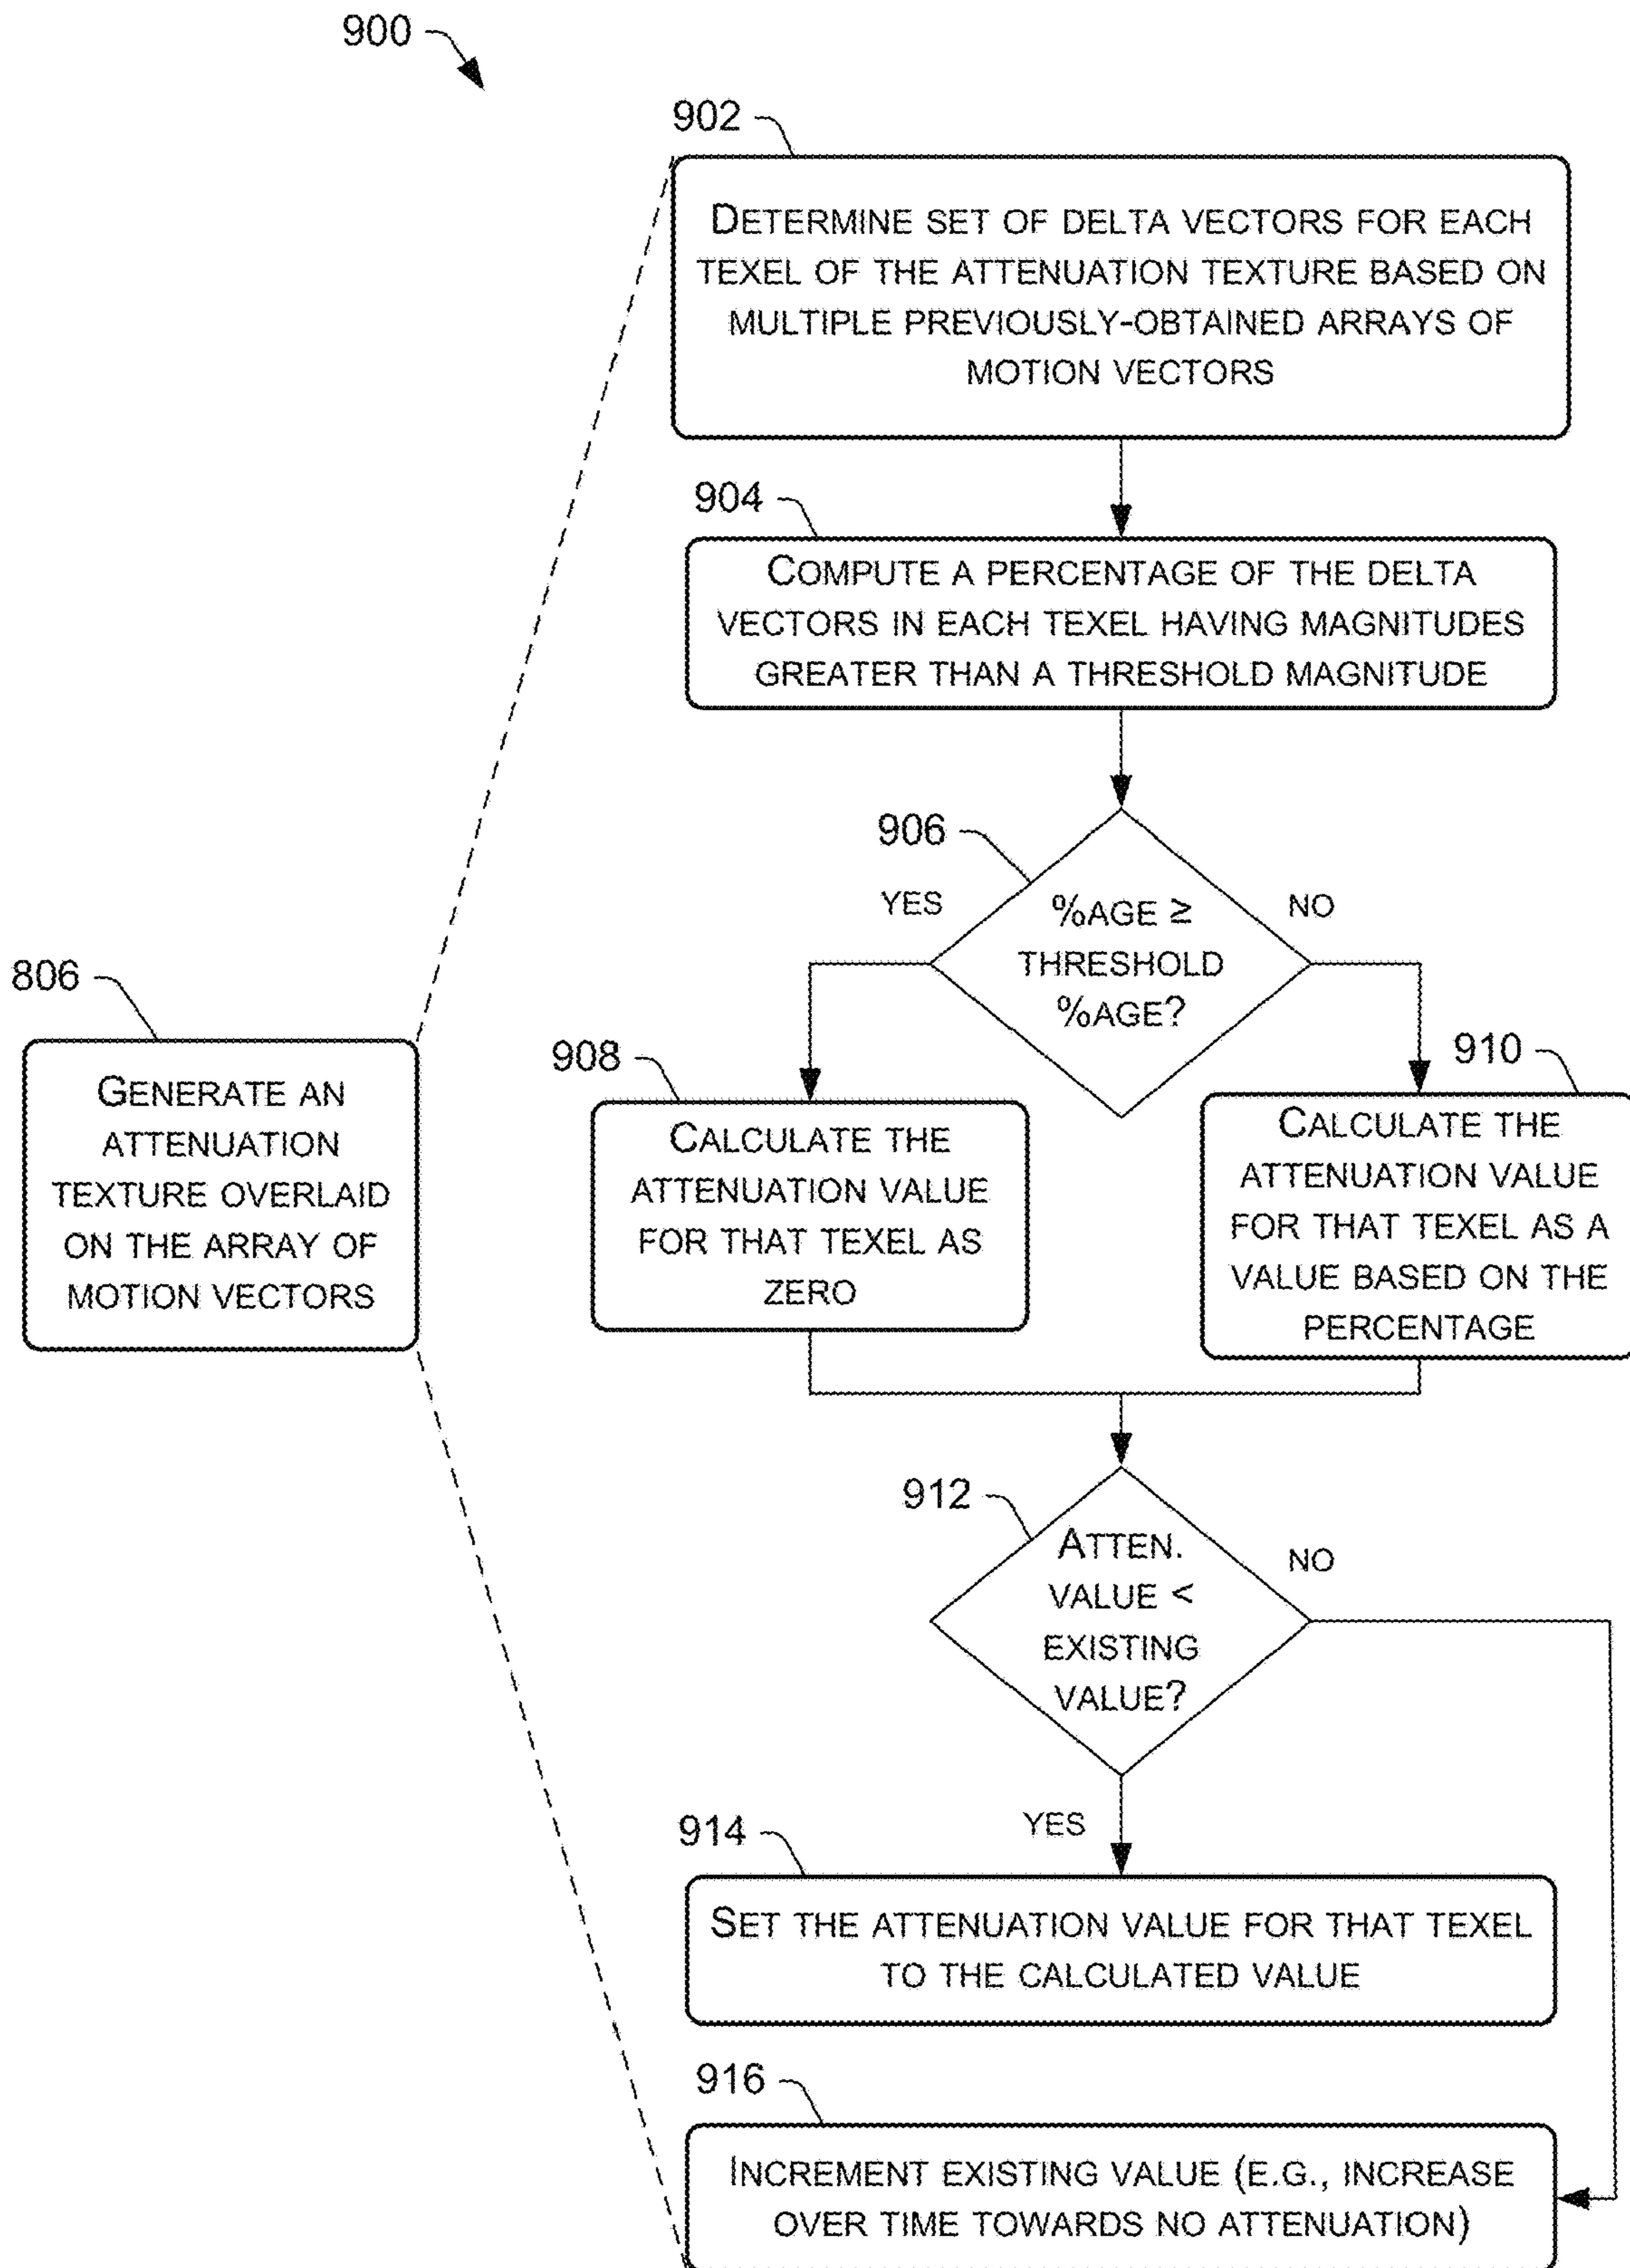 900
902
DETERMINE SET OF DELTA VECTORS FOR EACH
TEXEL OF THE ATTENUATION TEXTURE BASED ON
MULTIPLE PREVIOUSLY-OBTAINED ARRAYS OF
MOTION VECTORS
904
COMPUTE A PERCENTAGE OF THE DELTA
VECTORS IN EACH TEXEL HAVING MAGNITUDES
GREATER THAN A THRESHOLD MAGNITUDE
906
YES
%AGE ≥
THRESHOLD
%AGE?
NO
806
GENERATE AN
ATTENUATION
TEXTURE OVERLAID
ON THE ARRAY OF
MOTION VECTORS
908
CALCULATE THE
ATTENUATION VALUE
FOR THAT TEXEL AS
ZERO
910
CALCULATE THE
ATTENUATION VALUE
FOR THAT TEXEL AS A
VALUE BASED ON THE
PERCENTAGE
912
ATTEN.
VALUE <
EXISTING
VALUE?
NO
YES
914
SET THE ATTENUATION VALUE FOR THAT TEXEL
TO THE CALCULATED VALUE
916
INCREMENT EXISTING VALUE (E.G., INCREASE
OVER TIME TOWARDS NO ATTENUATION)